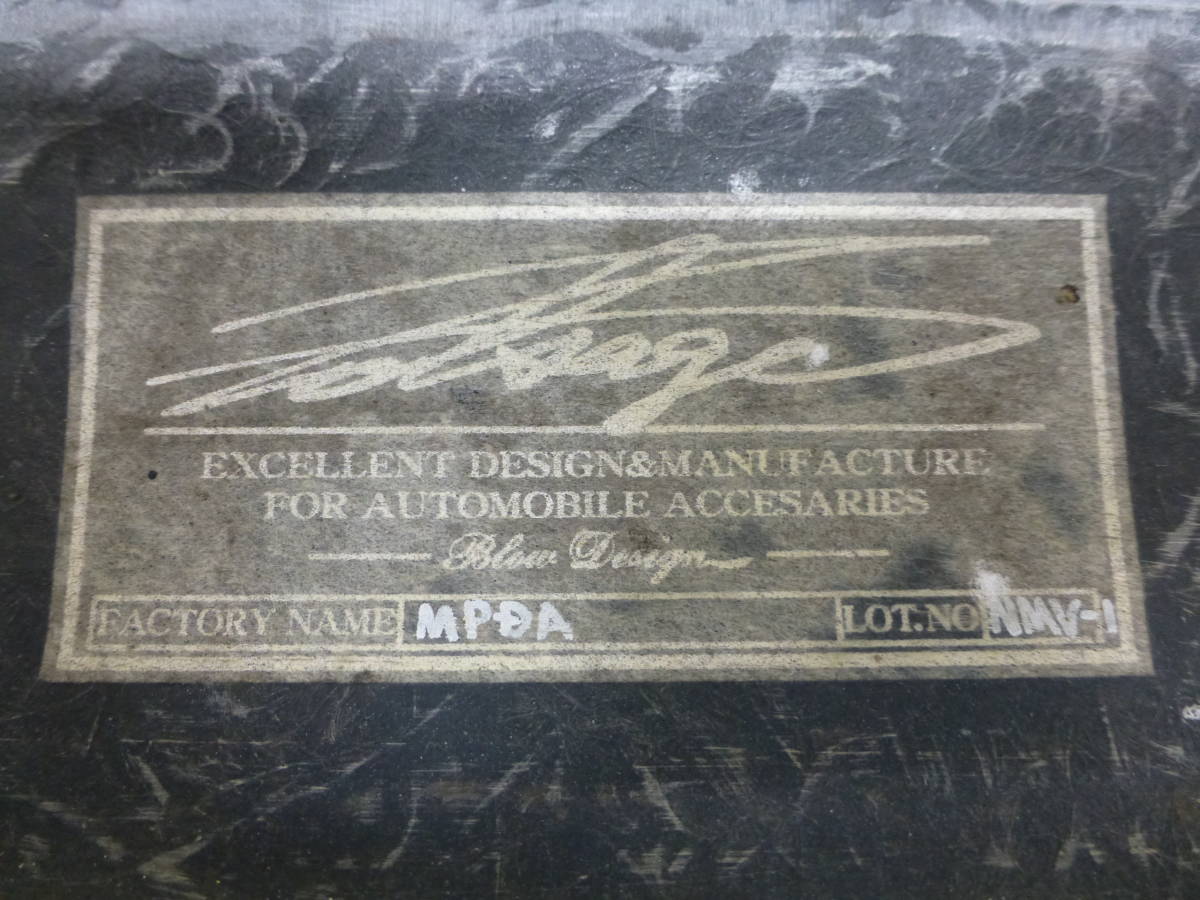 EXCELLENT DESIGN&MANUFACTURE
FOR AUTOMOBILE ACCESARIES
Blow Design
FACTORY NAME MPDA LOT.NO NMV-1